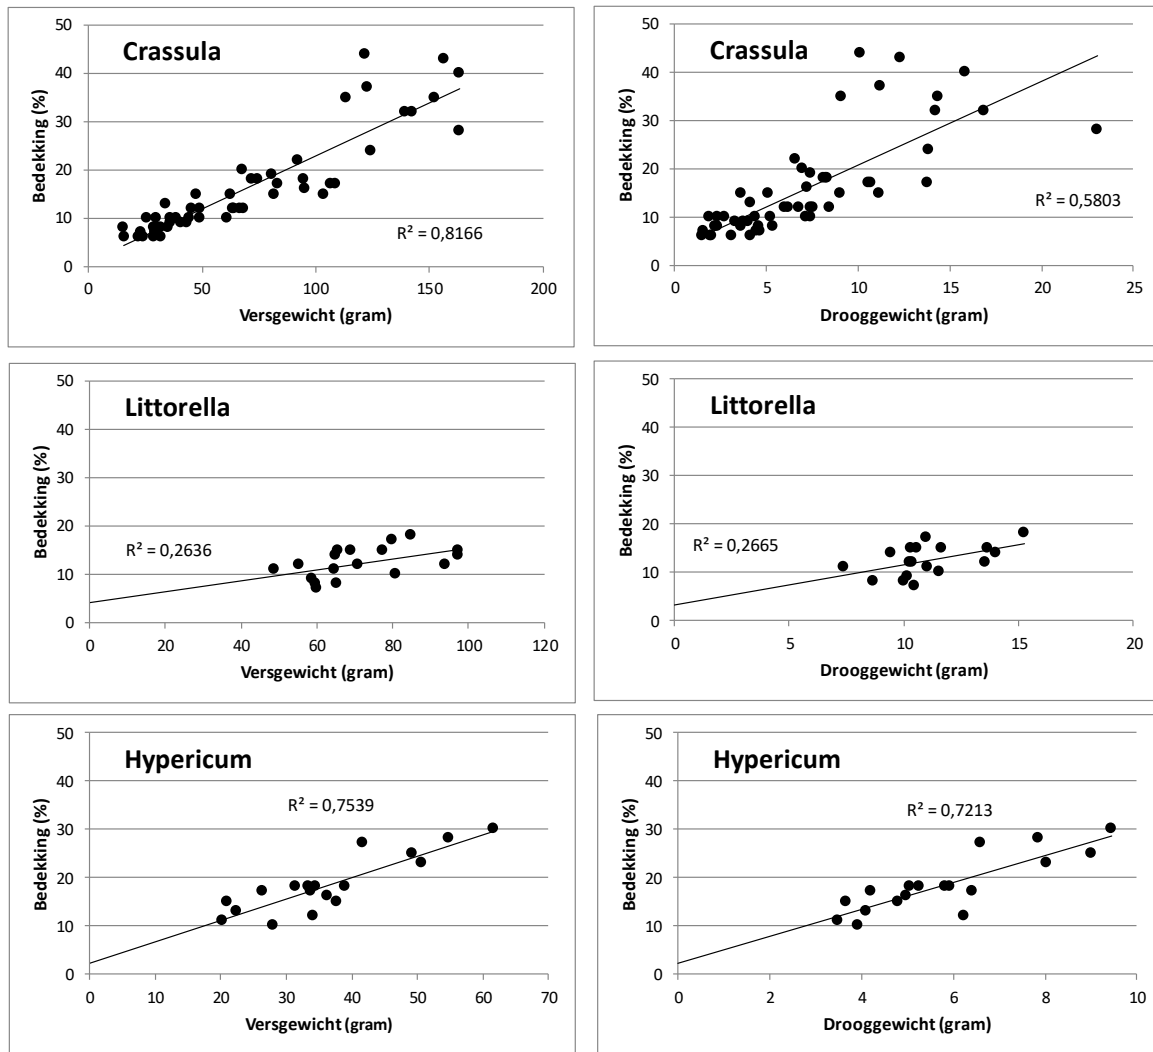 Crassula
Bedekking (%)
50
40
30
20
10
0
R² = 0,8166
0 50 100 150 200
Versgewicht (gram)
Crassula
Bedekking (%)
50
40
30
20
10
0
R² = 0,5803
0 5 10 15 20 25
Drooggewicht (gram)
Littorella
Bedekking (%)
50
40
30
20
10
0
R² = 0,2636
0 20 40 60 80 100 120
Versgewicht (gram)
Littorella
Bedekking (%)
50
40
30
20
10
0
R² = 0,2665
0 5 10 15 20
Drooggewicht (gram)
Hypericum
Bedekking (%)
50
40
30
20
10
0
R² = 0,7539
0 10 20 30 40 50 60 70
Versgewicht (gram)
Hypericum
Bedekking (%)
50
40
30
20
10
0
R² = 0,7213
0 2 4 6 8 10
Drooggewicht (gram)